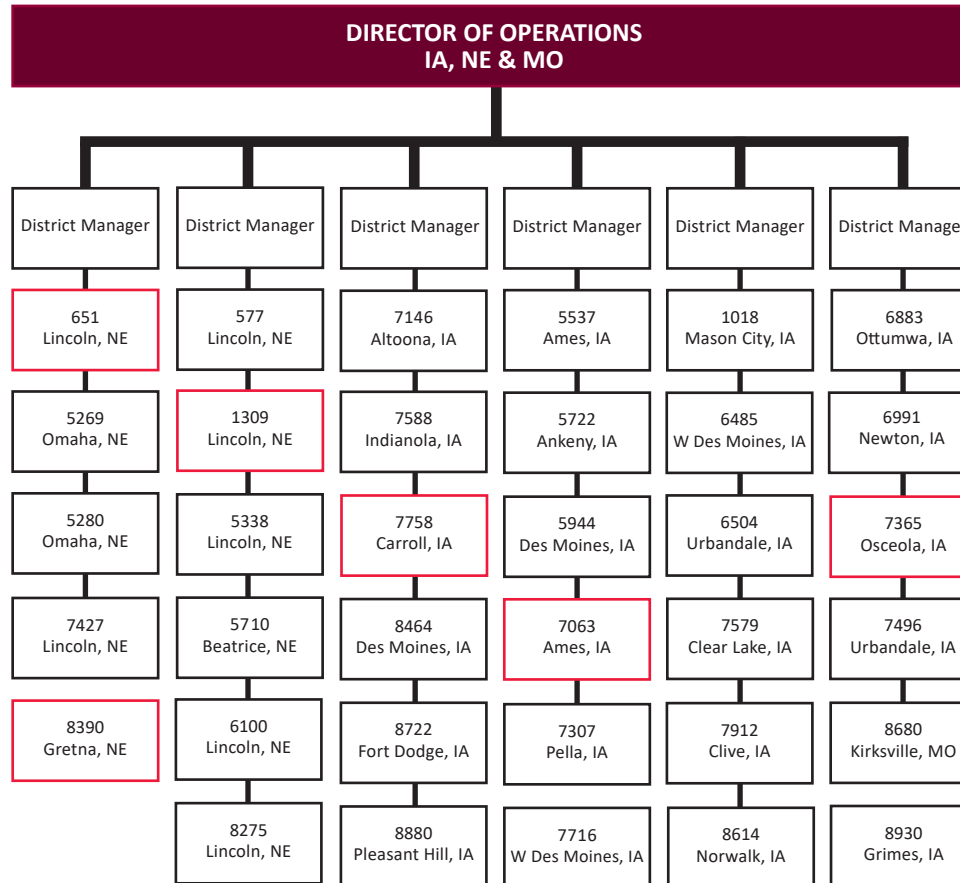 DIRECTOR OF OPERATIONS
IA, NE & MO
District Manager
651
Lincoln, NE
5269
Omaha, NE
5280
Omaha, NE
7427
Lincoln, NE
8390
Gretna, NE
District Manager
577
Lincoln, NE
1309
Lincoln, NE
5338
Lincoln, NE
5710
Beatrice, NE
6100
Lincoln, NE
8275
Lincoln, NE
District Manager
7146
Altoona, IA
7588
Indianola, IA
7758
Carroll, IA
8464
Des Moines, IA
8722
Fort Dodge, IA
8880
Pleasant Hill, IA
District Manager
5537
Ames, IA
5722
Ankeny, IA
5944
Des Moines, IA
7063
Ames, IA
7307
Pella, IA
7716
W Des Moines, IA
District Manager
1018
Mason City, IA
6485
W Des Moines, IA
6504
Urbandale, IA
7579
Clear Lake, IA
7912
Clive, IA
8614
Norwalk, IA
District Manage
6883
Ottumwa, IA
6991
Newton, IA
7365
Osceola, IA
7496
Urbandale, IA
8680
Kirksville, MO
8930
Grimes, IA